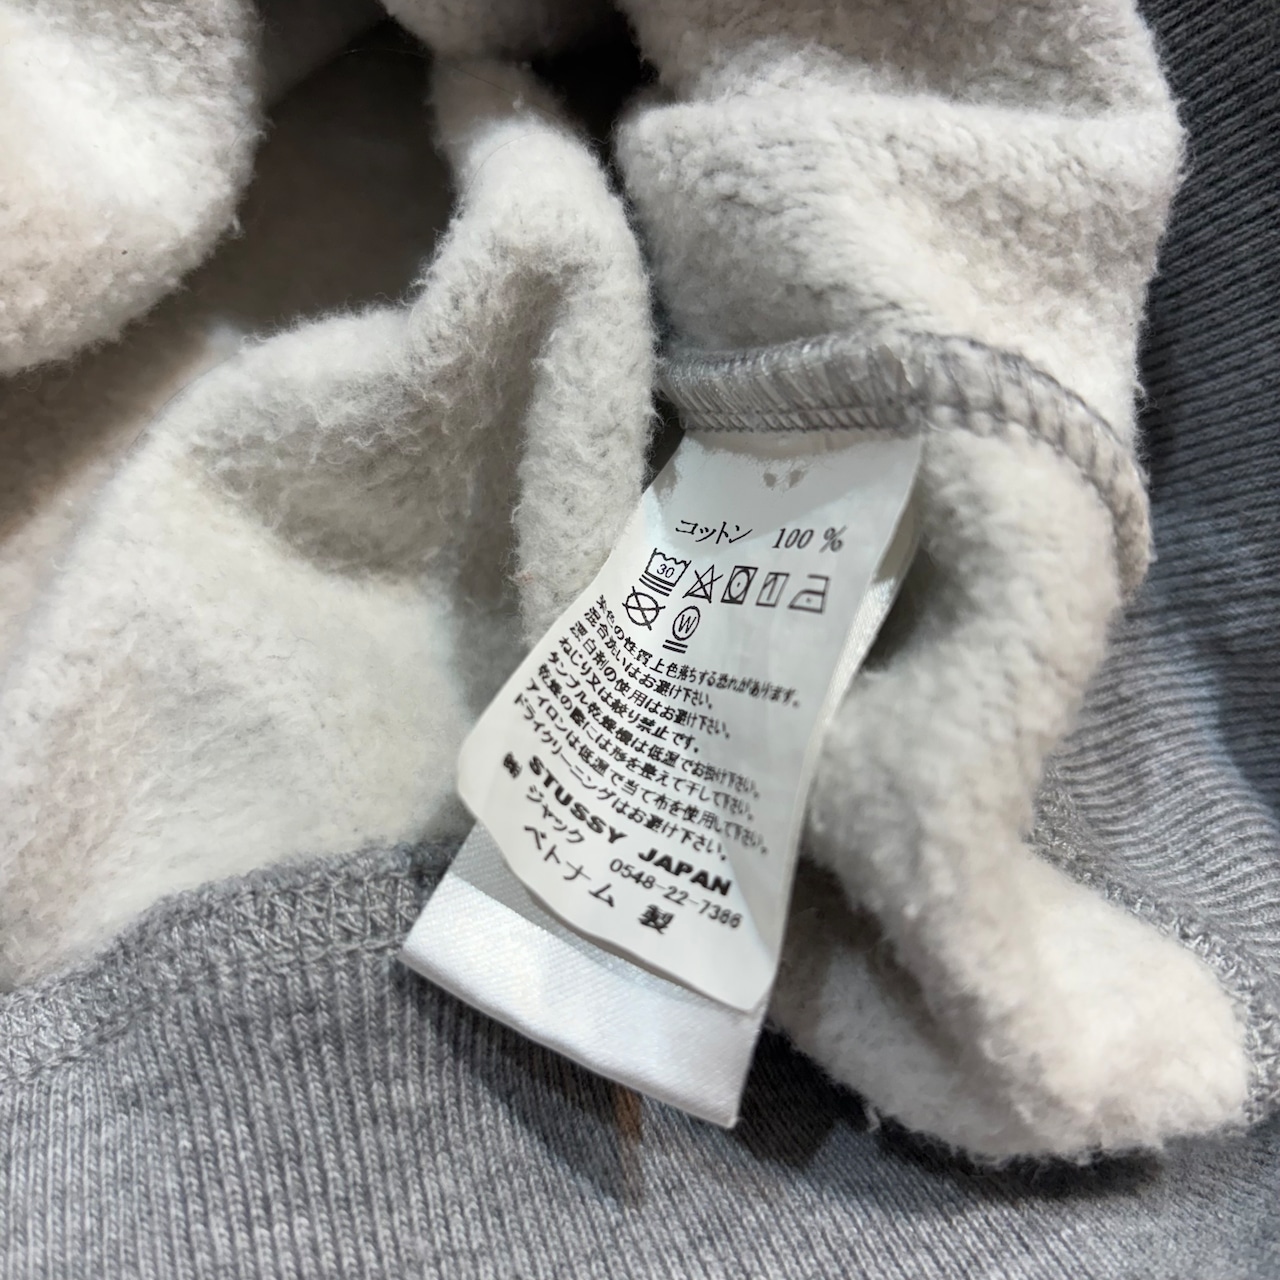 コットン 100 %
30
W
染色の性質上色落ちする恐れがあります。
混合洗いはお避け下さい。
漂白剤の使用はお避け下さい。
ねじり又は絞り禁止です。
タンブル乾燥機は低温でお掛け下さい。
乾燥の際には形を整えて干して下さい。
アイロンは低温で当て布を使用して下さい。
ドライクリーニングはお避け下さい。
㈱ STUSSY JAPAN
ジャック 0548-22-7366
ベトナム 製